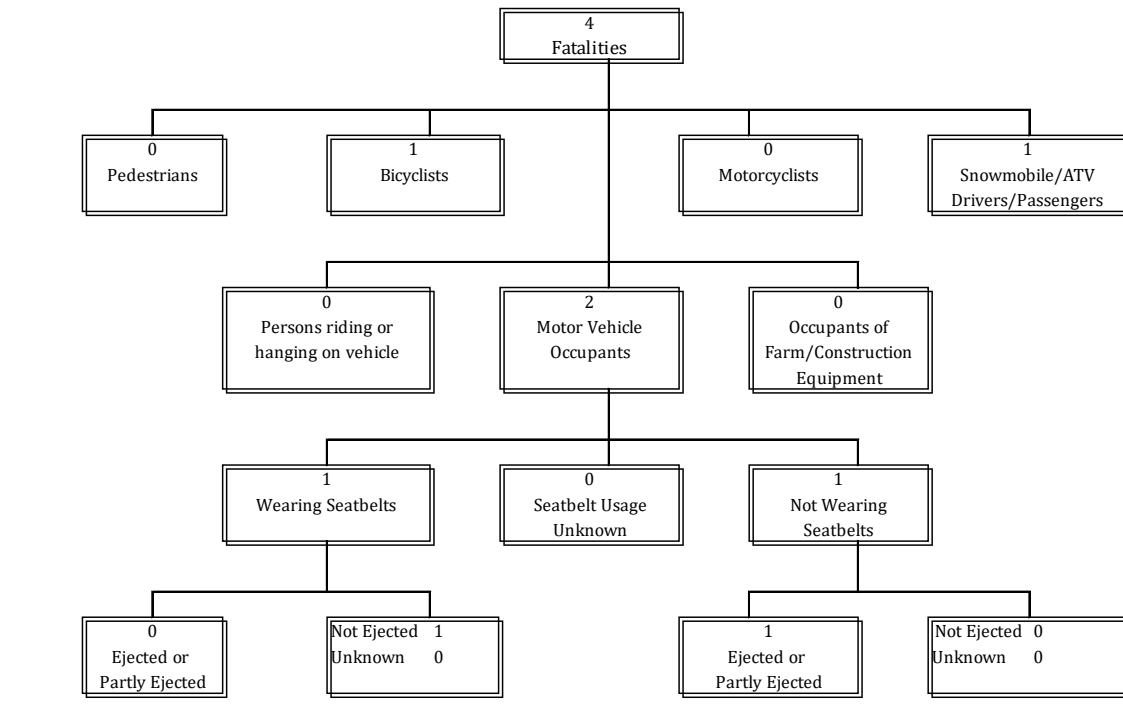 4
Fatalities
0
Pedestrians
1
Bicyclists
0
Motorcyclists
1
Snowmobile/ATV
Drivers/Passengers
0
Persons riding or
hanging on vehicle
2
Motor Vehicle
Occupants
0
Occupants of
Farm/Construction
Equipment
1
Wearing Seatbelts
0
Seatbelt Usage
Unknown
1
Not Wearing
Seatbelts
0
Ejected or
Partly Ejected
Not Ejected 1
Unknown 0
1
Ejected or
Partly Ejected
Not Ejected 0
Unknown 0